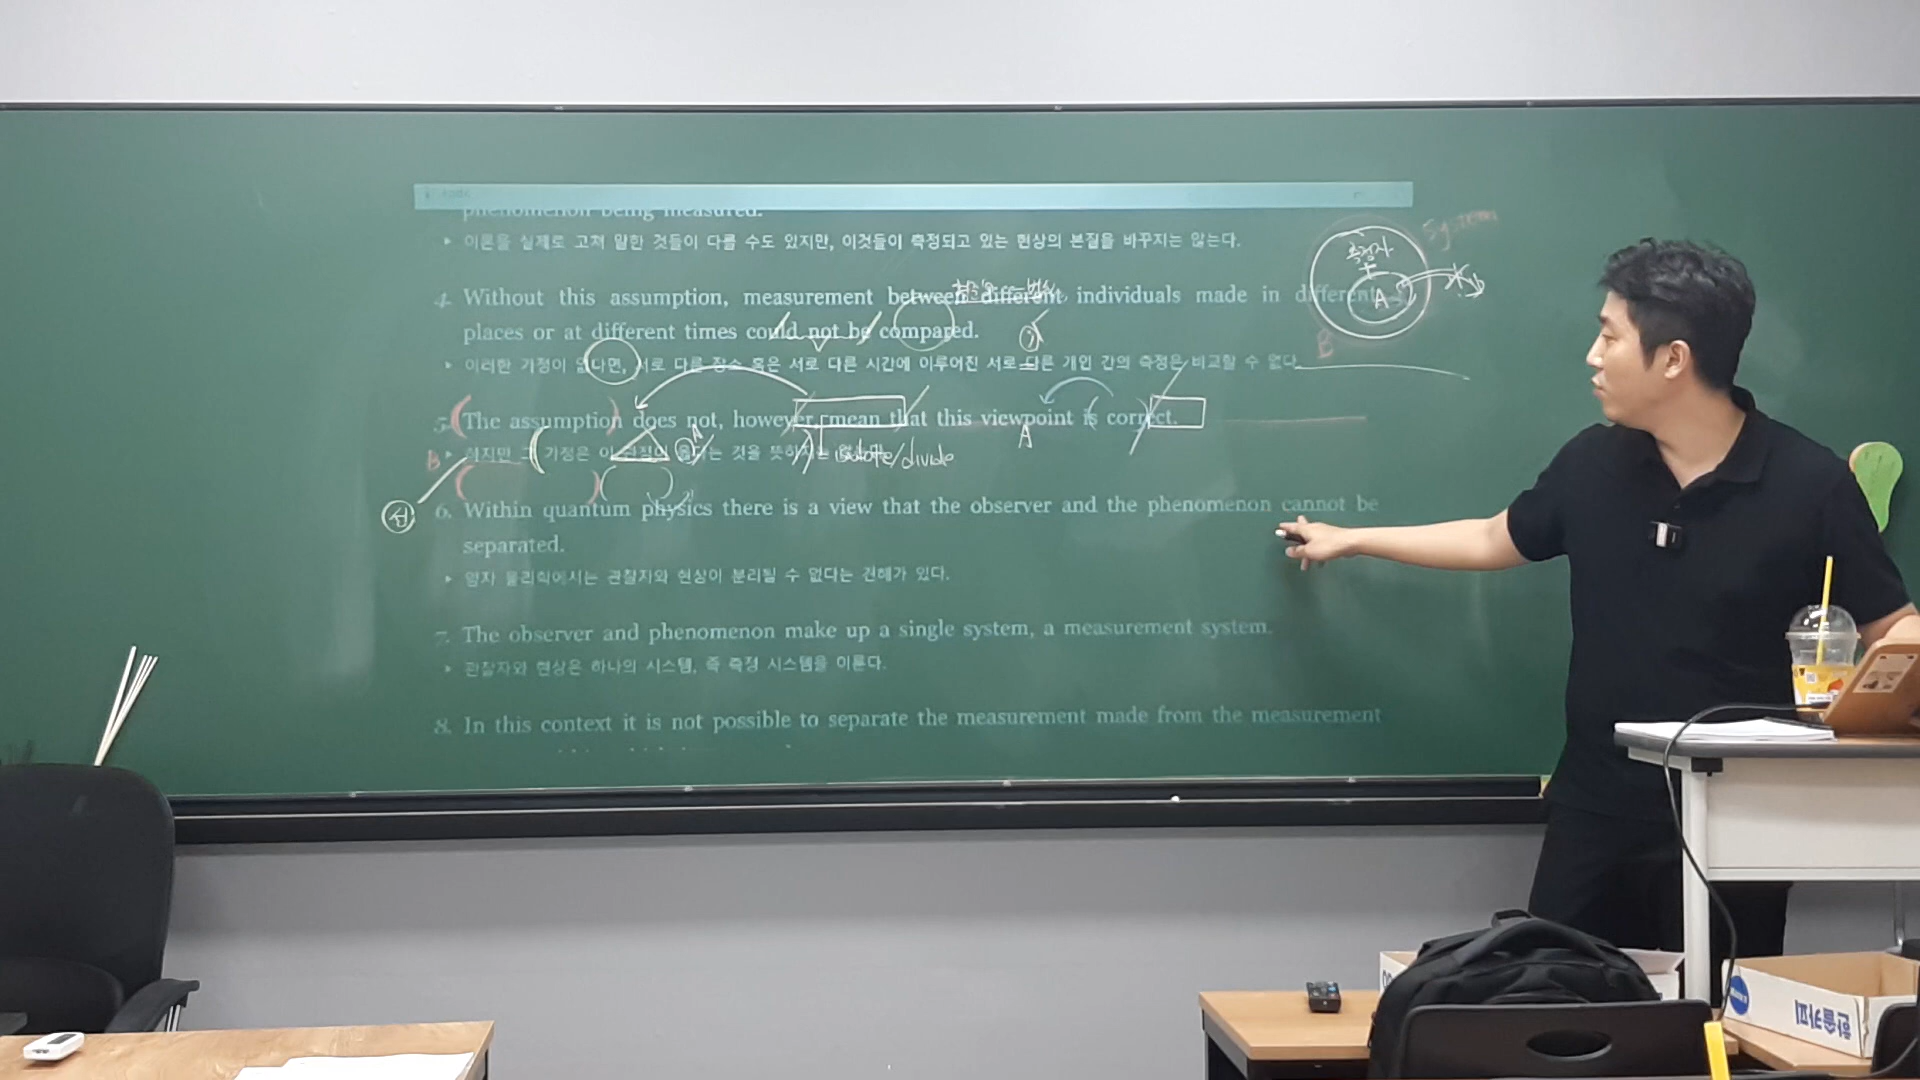 phenomenon being measured.
▸ 이론을 실제로 고쳐 말한 것들이 다를 수도 있지만, 이것들이 측정되고 있는 현상의 본질을 바꾸지는 않는다.
측정자
System
A
B
4. Without this assumption, measurement between different individuals made in different
places or at different times could not be compared.
▸ 이러한 가정이 없다면, 서로 다른 장소 혹은 서로 다른 시간에 이루어진 서로 다른 개인 간의 측정은 비교할 수 없다.
5. The assumption does not, however, mean that this viewpoint is correct.
A
▸ 하지만 그 가정은 이 관점이 옳다는 것을 뜻하지는 않는다.
B
A
isolate/divide
6. Within quantum physics there is a view that the observer and the phenomenon cannot be
separated.
▸ 양자 물리학에서는 관찰자와 현상이 분리될 수 없다는 견해가 있다.
7. The observer and phenomenon make up a single system, a measurement system.
▸ 관찰자와 현상은 하나의 시스템, 즉 측정 시스템을 이룬다.
8. In this context it is not possible to separate the measurement made from the measurement
한솔카피